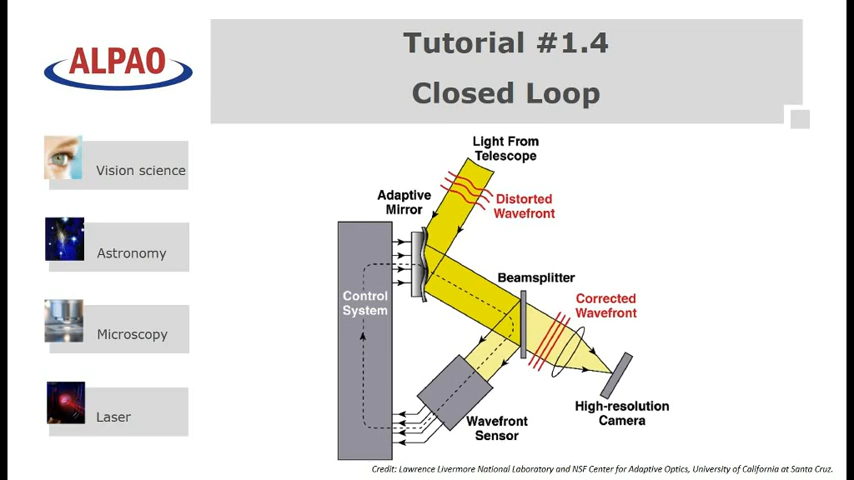 ALPAO
Tutorial #1.4
Closed Loop
Vision science
Astronomy
Microscopy
Laser
Light From
Telescope
Adaptive
Mirror
Distorted
Wavefront
Beamsplitter
Control
System
Corrected
Wavefront
High-resolution
Camera
Wavefront
Sensor
Credit: Lawrence Livermore National Laboratory and NSF Center for Adaptive Optics, University of California at Santa Cruz.